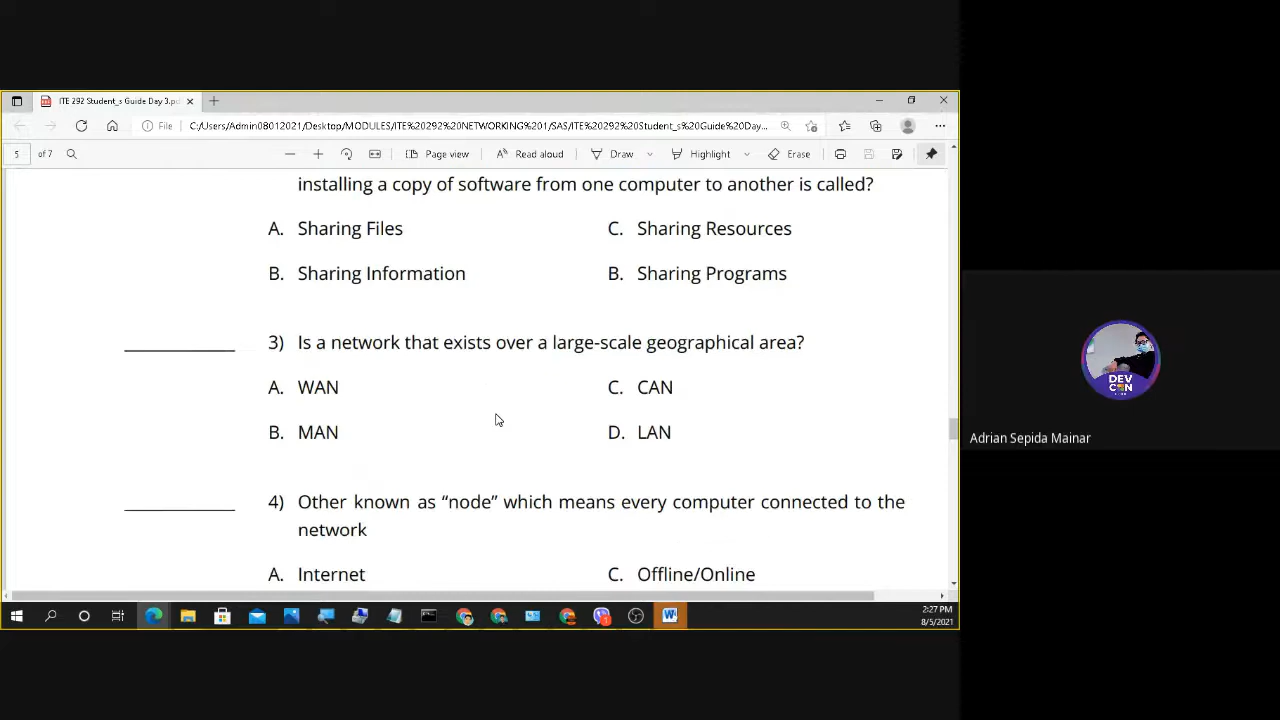 ITE 292 Student_s Guide Day 3.pd
File
C:/Users/Admin08012021/Desktop/MODULES/ITE%20292%20NETWORKING%201/SAS/ITE%20292%20Student_s%20Guide%20Day...
5 of 7
Page view
Read aloud
Draw
Highlight
Erase
installing a copy of software from one computer to another is called?
A. Sharing Files C. Sharing Resources
B. Sharing Information B. Sharing Programs
3) Is a network that exists over a large-scale geographical area?
A. WAN C. CAN
B. MAN D. LAN
4) Other known as “node” which means every computer connected to the
network
A. Internet C. Offline/Online
2:27 PM
8/5/2021
DEV
CON
Adrian Sepida Mainar